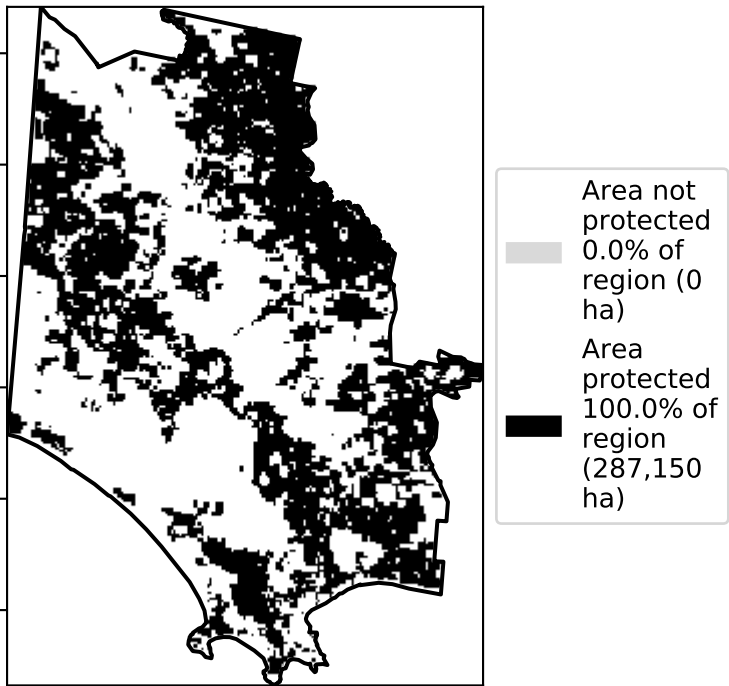 Area not
protected
0.0% of
region (0
ha)
Area
protected
100.0% of
region
(287,150
ha)